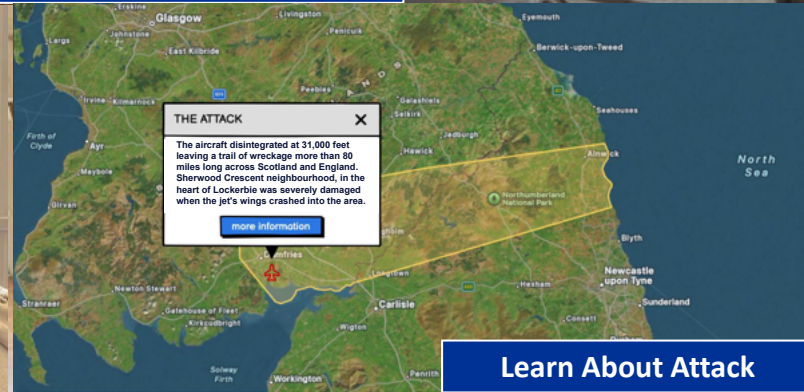 Erskine
Glasgow
Livingston
Eyemouth
Johnstone
Penicuik
Largs
East Kilbride
Berwick-upon-Tweed
Peebles
A N D S
Irvine
Kilmarnock
Galashiels
Selkirk
Seahouses
THE ATTACK X
Firth of
Clyde
Ayr
Jedburgh
Hawick
Alnwick
Maybole
North
Sea
The aircraft disintegrated at 31,000 feet
leaving a trail of wreckage more than 80
miles long across Scotland and England.
Sherwood Crescent neighbourhood, in the
heart of Lockerbie was severely damaged
when the jet's wings crashed into the area.
Girvan
Northumberland
National Park
more information
gholm
Blyth
Dumfries
Longtown
Newcastle
upon Tyne
Newton Stewart
Hexham
Stranraer
Gatehouse of Fleet
Carlisle
Sunderland
Kirkcudbright
Wigton
Consett
Solway
Firth
Workington
Penrith
Learn About Attack